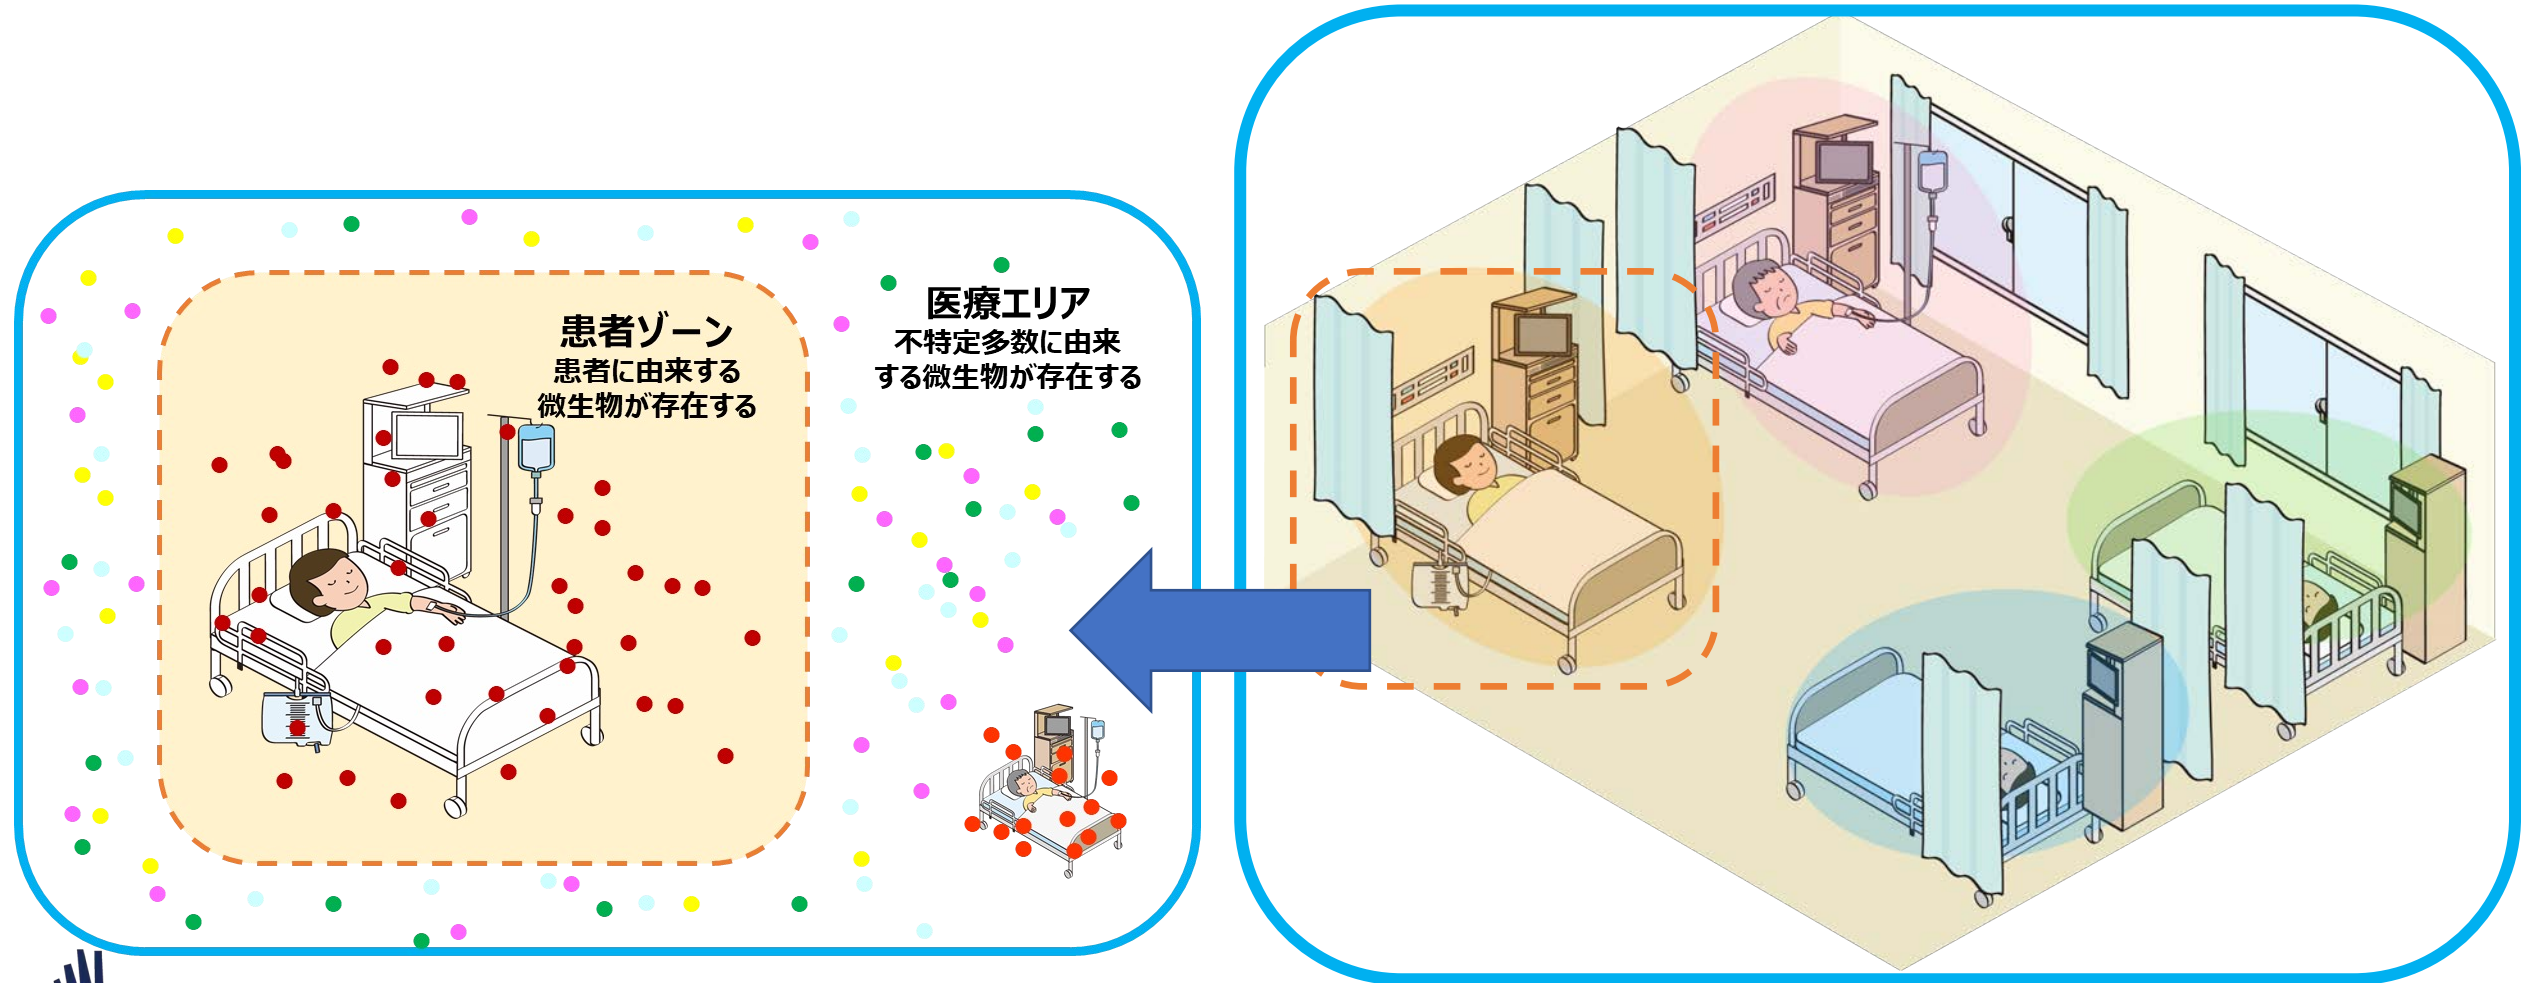 患者ゾーン
患者に由来する
微生物が存在する
医療エリア
不特定多数に由来
する微生物が存在する